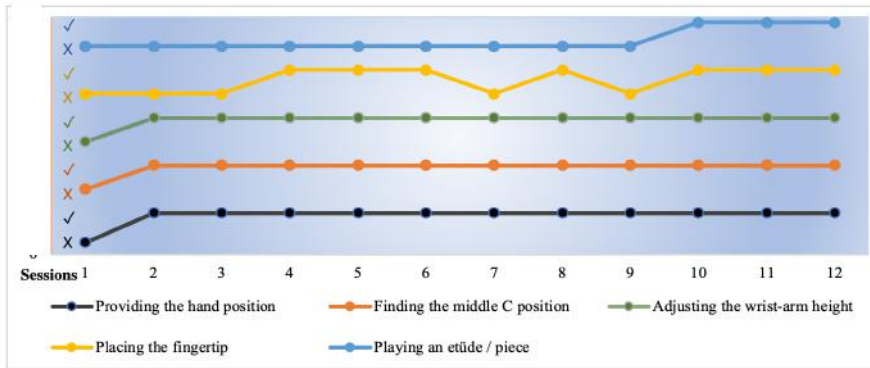 ✓
X
✓
X
✓
X
✓
X
✓
X
Sessions 1 2 3 4 5 6 7 8 9 10 11 12
Providing the hand position Finding the middle C position Adjusting the wrist-arm height
Placing the fingertip Playing an etüde / piece